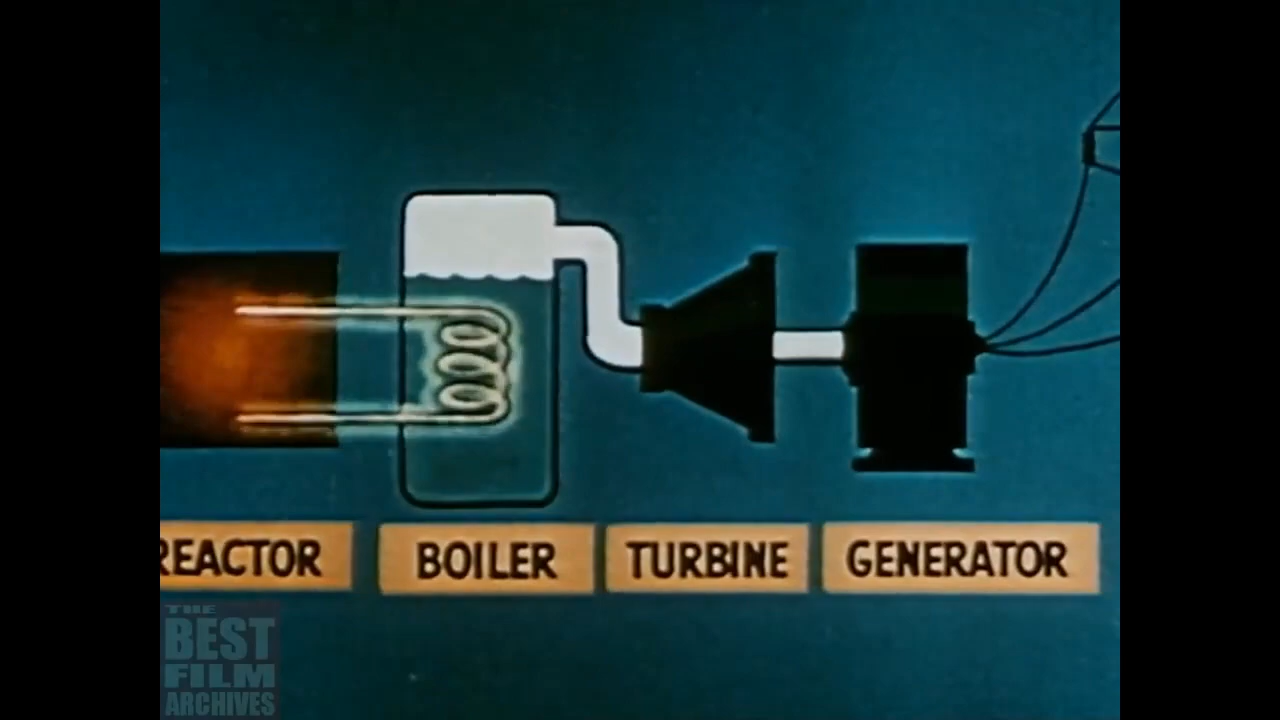 REACTOR
BOILER
TURBINE
GENERATOR
THE
BEST
FILM
ARCHIVES